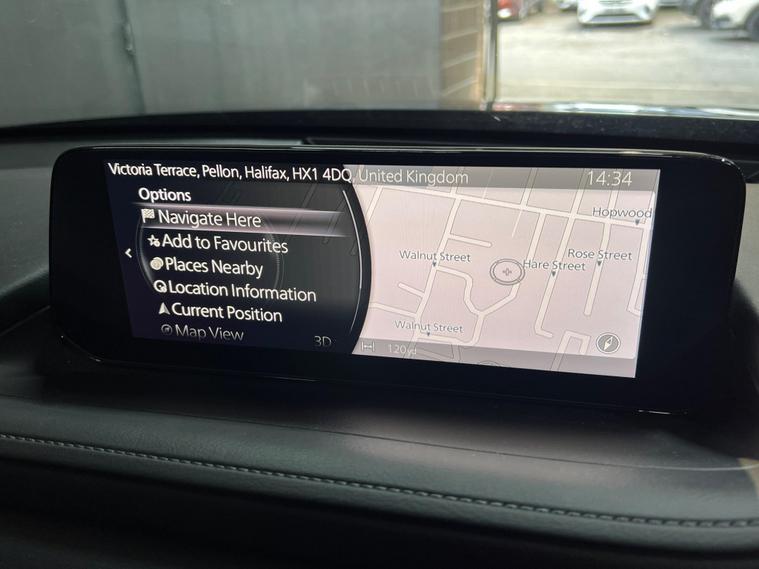 Victoria Terrace, Pellon, Halifax, HX1 4DQ, United Kingdom
14:34
Options
Navigate Here
Add to Favourites
Places Nearby
Location Information
Current Position
Map View
3D
Hopwood
Walnut Street
Rose Street
Hare Street
Walnut Street
120yd